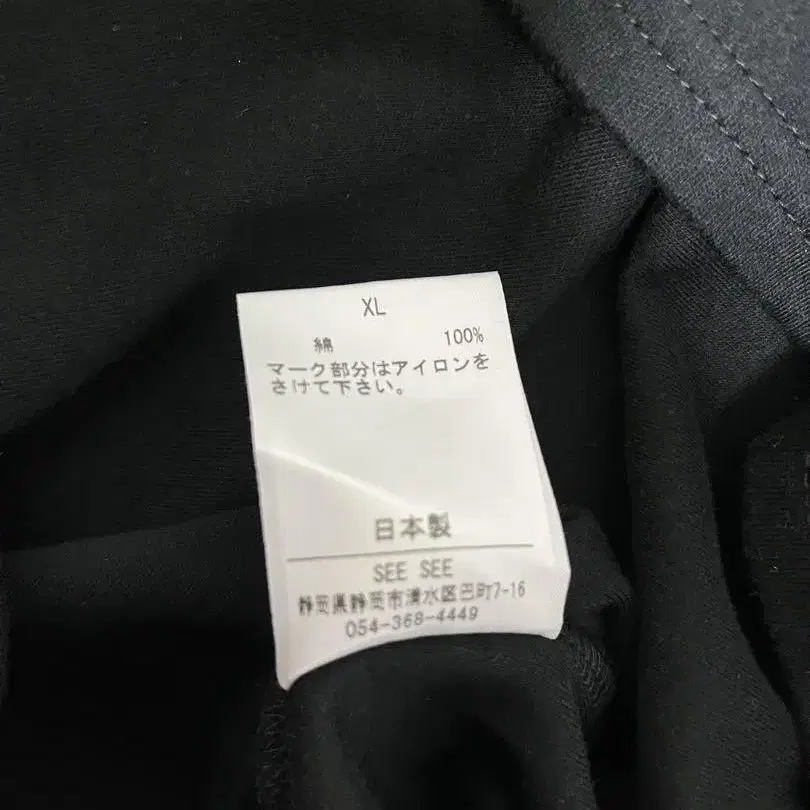 XL
綿 100%
マーク部分はアイロンを
さけて下さい。
日本製
SEE SEE
静岡県静岡市清水区巴町7-16
054-368-4449